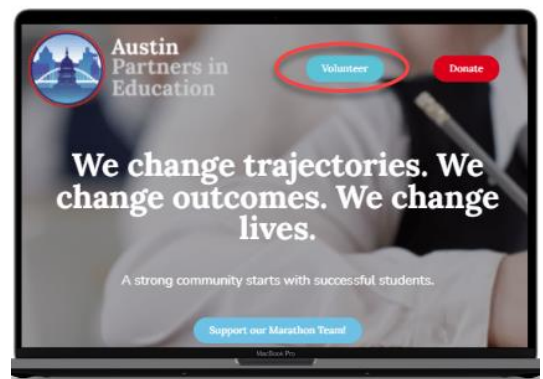 Austin
Partners in
Education
Volunteer
Donate
We change trajectories. We
change outcomes. We change
lives.
A strong community starts with successful students.
Support our Marathon Team!
MacBook Pro